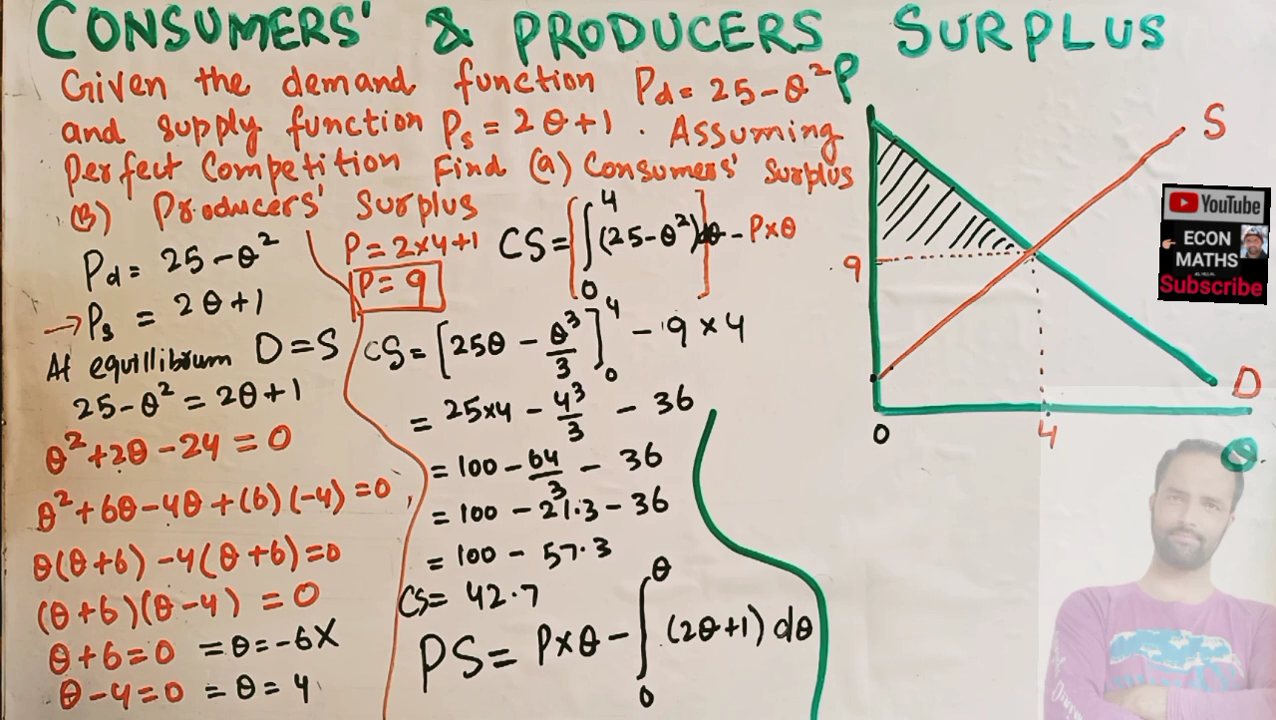 CONSUMERS' & PRODUCERS SURPLUS
Given the demand function Pd = 25 - θ²
and supply function Ps = 2θ+1 . Assuming
Perfect Competition Find (a) Consumers' Surplus
(B) Producers' Surplus
Pd = 25 - θ²
→ Ps = 2θ+1
At equillibrium D = S
25 - θ² = 2θ+1
θ²+2θ-24 = 0
θ²+6θ-4θ+(6)(-4) = 0
θ(θ+6) -4(θ+6)=0
(θ+6)(θ-4) = 0
θ+6=0 =θ=-6X
θ-4=0 = θ = 4
P = 2×4+1
P = 9
CS = [∫₀⁴ (25-θ²)dθ] - P×θ
CS = [25θ - θ³/3]₀⁴ - 9 × 4
= 25×4 - 4³/3 - 36
= 100 - 64/3 - 36
= 100 - 21.3 - 36
= 100 - 57.3
CS = 42.7
PS = P×θ - ∫₀^θ (2θ+1) dθ
P
S
9
D
0
4
θ
YouTube
ECON
MATHS
Subscribe